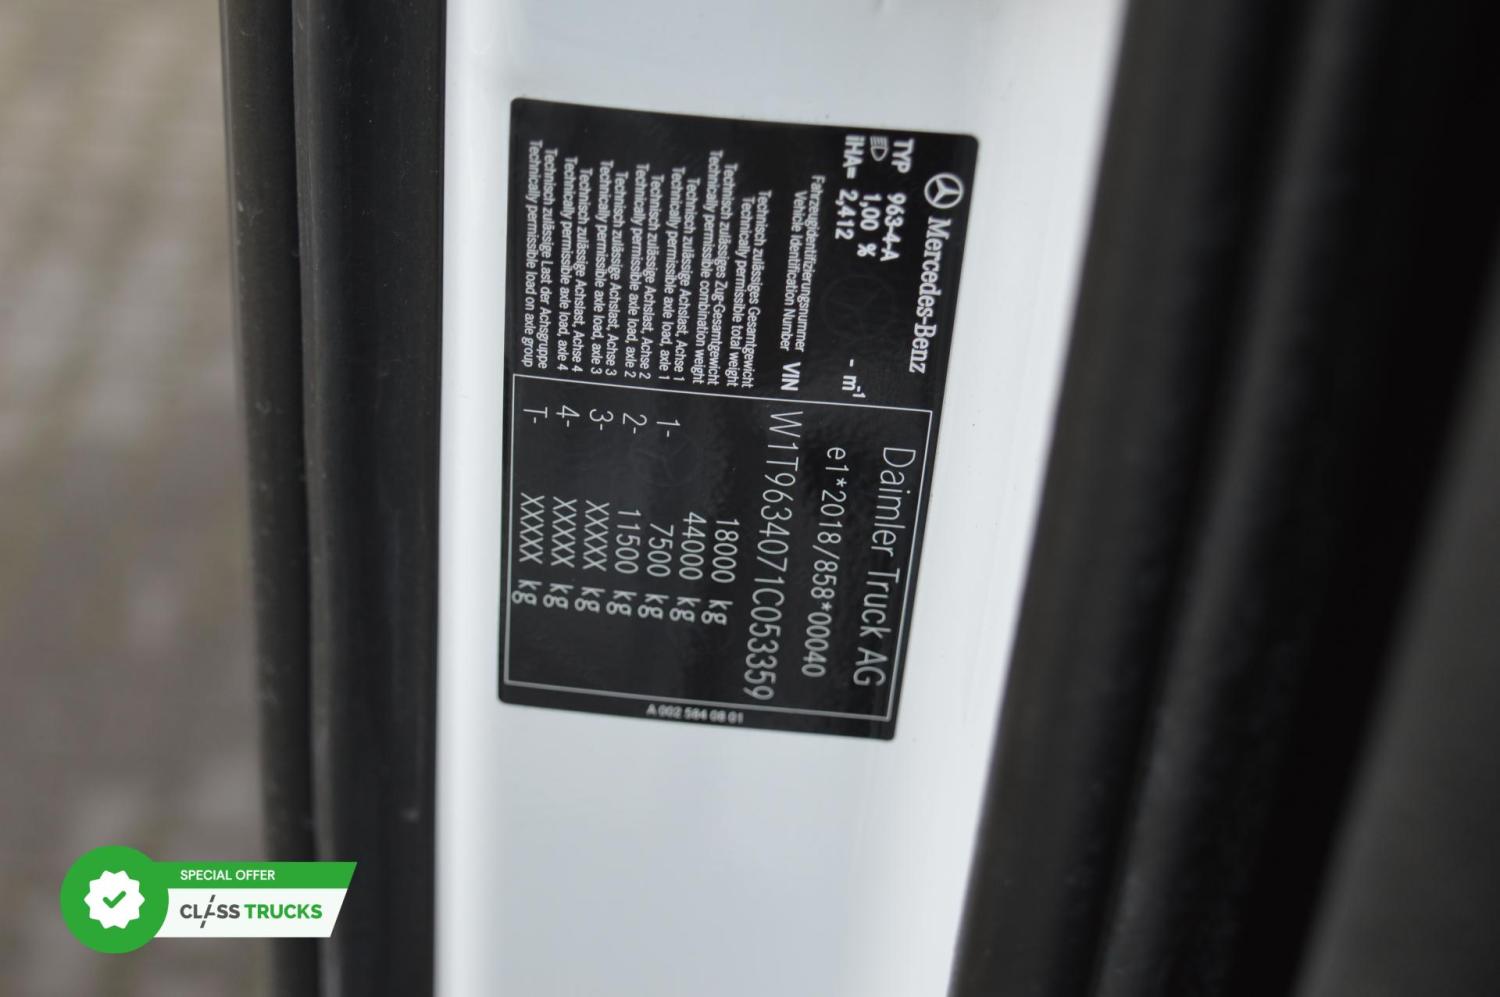 Mercedes-Benz
TYP 963-4-A
1,00 %
iHA= 2,412 - m⁻¹
Daimler Truck AG
e1*2018/858*00040
Fahrzeugidentifizierungsnummer
Vehicle Identification Number VIN W1T9634071C053359
Technisch zulässiges Gesamtgewicht
Technically permissible total weight 18000 kg
Technisch zulässiges Zug-Gesamtgewicht
Technically permissible combination weight 44000 kg
Technisch zulässige Achslast, Achse 1
Technically permissible axle load, axle 1 1- 7500 kg
Technisch zulässige Achslast, Achse 2
Technically permissible axle load, axle 2 2- 11500 kg
Technisch zulässige Achslast, Achse 3
Technically permissible axle load, axle 3 3- XXXXX kg
Technisch zulässige Achslast, Achse 4
Technically permissible axle load, axle 4 4- XXXXX kg
Technisch zulässige Last der Achsgruppe
Technically permissible load on axle group T- XXXXX kg
A 002 584 08 01
SPECIAL OFFER
CLASS TRUCKS